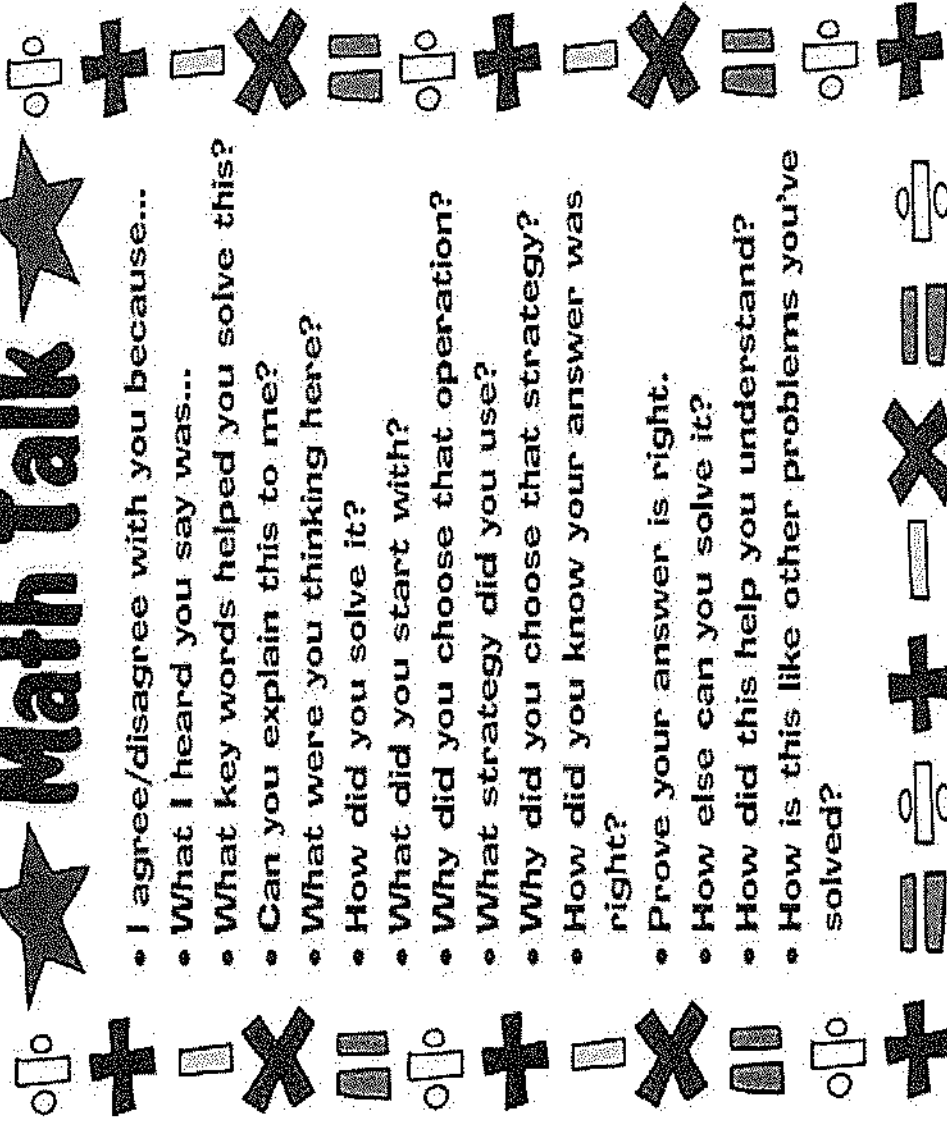 Math Talk
• I agree/disagree with you because...
• What I heard you say was...
• What key words helped you solve this?
• Can you explain this to me?
• What were you thinking here?
• How did you solve it?
• What did you start with?
• Why did you choose that operation?
• What strategy did you use?
• Why did you choose that strategy?
• How did you know your answer was
right?
• Prove your answer is right.
• How else can you solve it?
• How did this help you understand?
• How is this like other problems you've
solved?